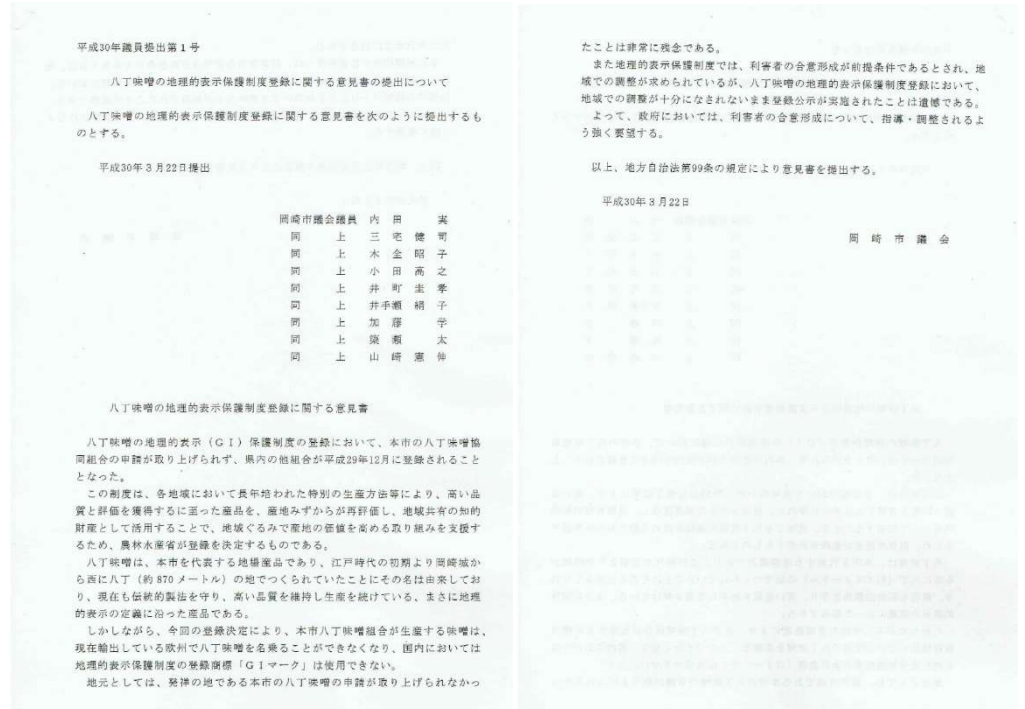 平成30年議員提出第1号
八丁味噌の地理的表示保護制度登録に関する意見書の提出について
八丁味噌の地理的表示保護制度登録に関する意見書を次のように提出するも
のとする。
平成30年3月22日提出
岡崎市議会議員 内田 実
同 上 三宅健司
同 上 木全昭子
同 上 小田高之
同 上 井町圭孝
同 上 井手瀬絹子
同 上 加藤 学
同 上 簗瀬 太
同 上 山崎憲伸
八丁味噌の地理的表示保護制度登録に関する意見書
八丁味噌の地理的表示(GI)保護制度の登録において、本市の八丁味噌協
同組合の申請が取り上げられず、県内の他組合が平成29年12月に登録されること
となった。
この制度は、各地域において長年培われた特別の生産方法等により、高い品
質と評価を獲得するに至った産品を、産地みずからが再評価し、地域共有の知的
財産として活用することで、地域ぐるみで産地の価値を高める取り組みを支援す
るため、農林水産省が登録を決定するものである。
八丁味噌は、本市を代表する地場産品であり、江戸時代の初期より岡崎城か
ら西に八丁(約870メートル)の地でつくられていたことにその名は由来してお
り、現在も伝統的製法を守り、高い品質を維持し生産を続けている、まさに地理
的表示の定義に沿った産品である。
しかしながら、今回の登録決定により、本市八丁味噌組合が生産する味噌は、
現在輸出している欧州で八丁味噌を名乗ることができなくなり、国内においては
地理的表示保護制度の登録商標「GIマーク」は使用できない。
地元としては、発祥の地である本市の八丁味噌の申請が取り上げられなかっ
たことは非常に残念である。
また地理的表示保護制度では、利害者の合意形成が前提条件であるとされ、地
域での調整が求められているが、八丁味噌の地理的表示保護制度登録において、
地域での調整が十分になされないまま登録公示が実施されたことは遺憾である。
よって、政府においては、利害者の合意形成について、指導・調整されるよ
う強く要望する。
以上、地方自治法第99条の規定により意見書を提出する。
平成30年3月22日
岡崎市議会